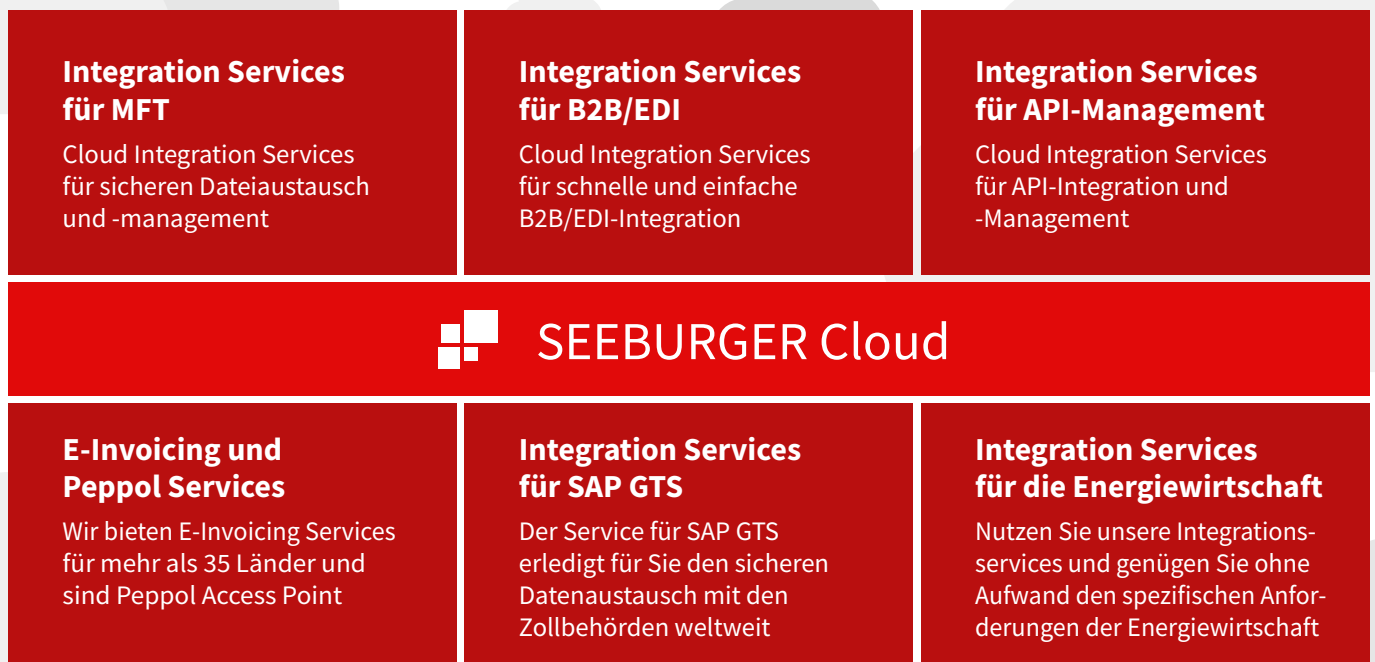 Integration Services
für MFT
Cloud Integration Services
für sicheren Dateiaustausch
und -management
Integration Services
für B2B/EDI
Cloud Integration Services
für schnelle und einfache
B2B/EDI-Integration
Integration Services
für API-Management
Cloud Integration Services
für API-Integration und
-Management
SEEBURGER Cloud
E-Invoicing und
Peppol Services
Wir bieten E-Invoicing Services
für mehr als 35 Länder und
sind Peppol Access Point
Integration Services
für SAP GTS
Der Service für SAP GTS
erledigt für Sie den sicheren
Datenaustausch mit den
Zollbehörden weltweit
Integration Services
für die Energiewirtschaft
Nutzen Sie unsere Integrations-
services und genügen Sie ohne
Aufwand den spezifischen Anfor-
derungen der Energiewirtschaft